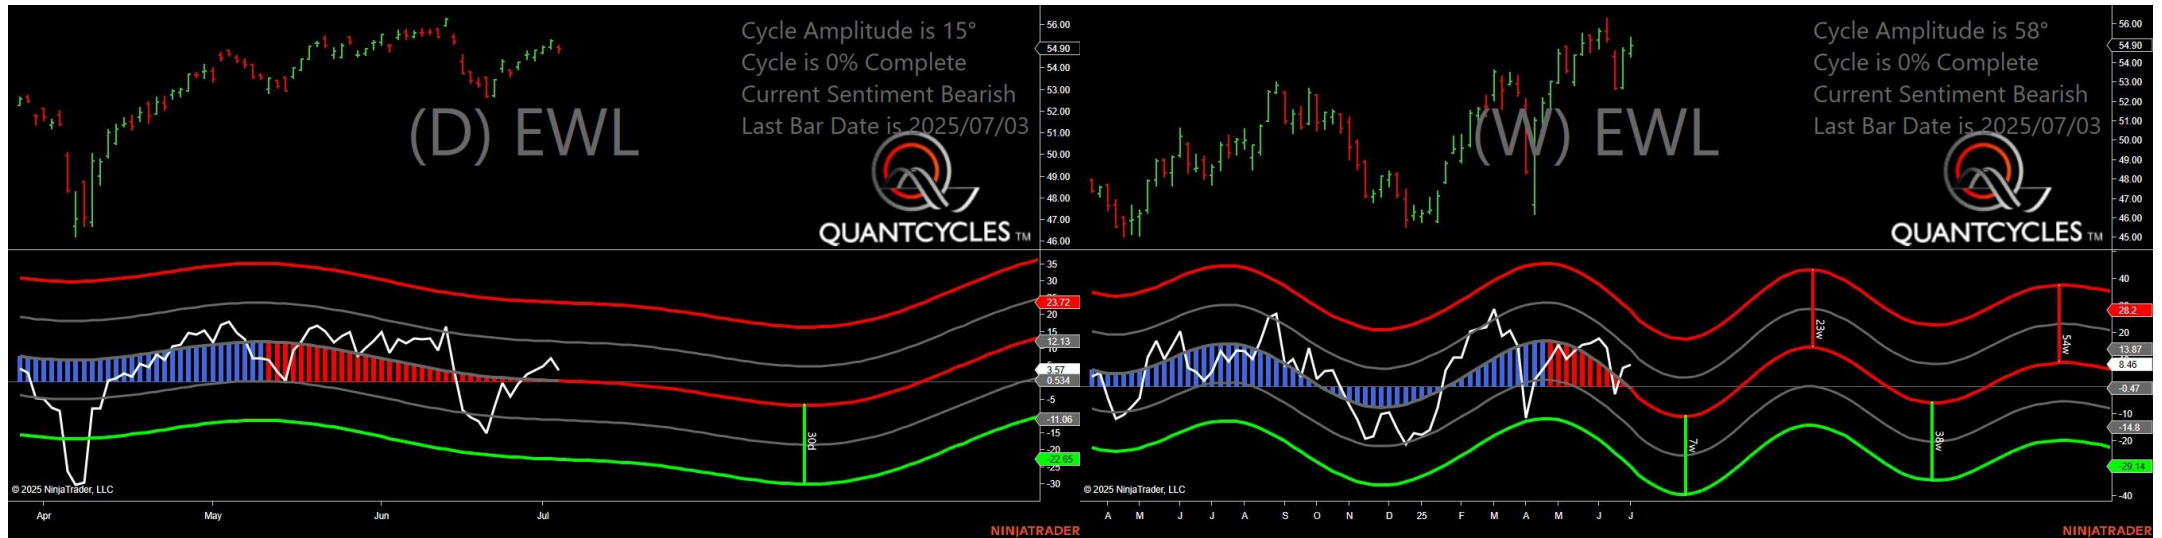 Cycle Amplitude is 15°
Cycle is 0% Complete
Current Sentiment Bearish
Last Bar Date is 2025/07/03
(D) EWL
QUANTCYCLES TM
56.00
54.90
54.00
53.00
52.00
51.00
50.00
49.00
48.00
47.00
46.00
35
30
23.72
20
15
12.13
10
3.57
0.534
-5
-11.06
-15
-22.65
-25
-30
30d
© 2025 NinjaTrader, LLC
Apr May Jun Jul
NINJATRADER
Cycle Amplitude is 58°
Cycle is 0% Complete
Current Sentiment Bearish
Last Bar Date is 2025/07/03
(W) EWL
QUANTCYCLES TM
56.00
54.90
54.00
53.00
52.00
51.00
50.00
49.00
48.00
47.00
46.00
45.00
40
28.2
20
13.87
8.46
-0.47
-10
-14.8
-20
-29.14
-40
7w
23w
38w
54w
© 2025 NinjaTrader, LLC
A M J J A S O N D 25 F M A M J J
NINJATRADER